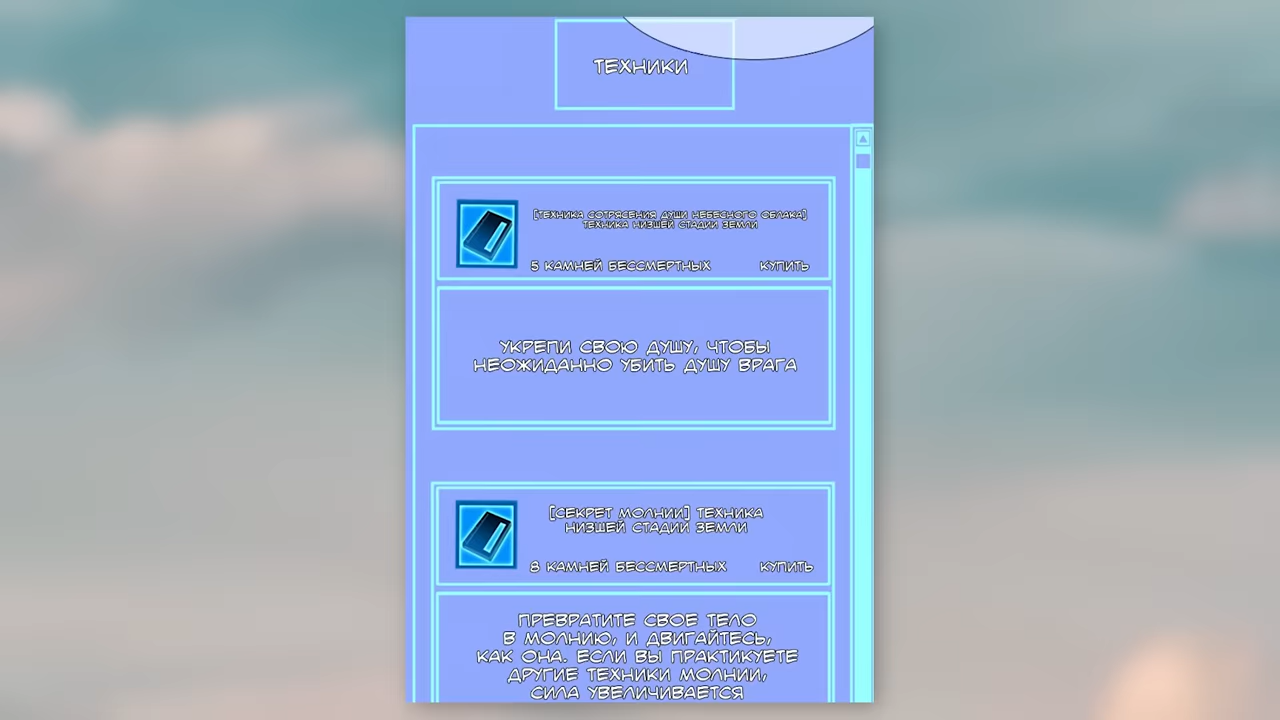 ТЕХНИКИ
[ТЕХНИКА СОТРЯСЕНИЯ ДУШИ НЕБЕСНОГО ОБЛАКА]
ТЕХНИКА НИЗШЕЙ СТАДИИ ЗЕМЛИ
5 КАМНЕЙ БЕССМЕРТНЫХ КУПИТЬ
УКРЕПИ СВОЮ ДУШУ, ЧТОБЫ
НЕОЖИДАННО УБИТЬ ДУШУ ВРАГА
[СЕКРЕТ МОЛНИИ] ТЕХНИКА
НИЗШЕЙ СТАДИИ ЗЕМЛИ
8 КАМНЕЙ БЕССМЕРТНЫХ КУПИТЬ
ПРЕВРАТИТЕ СВОЕ ТЕЛО
В МОЛНИЮ, И ДВИГАЙТЕСЬ,
КАК ОНА. ЕСЛИ ВЫ ПРАКТИКУЕТЕ
ДРУГИЕ ТЕХНИКИ МОЛНИИ,
СИЛА УВЕЛИЧИВАЕТСЯ